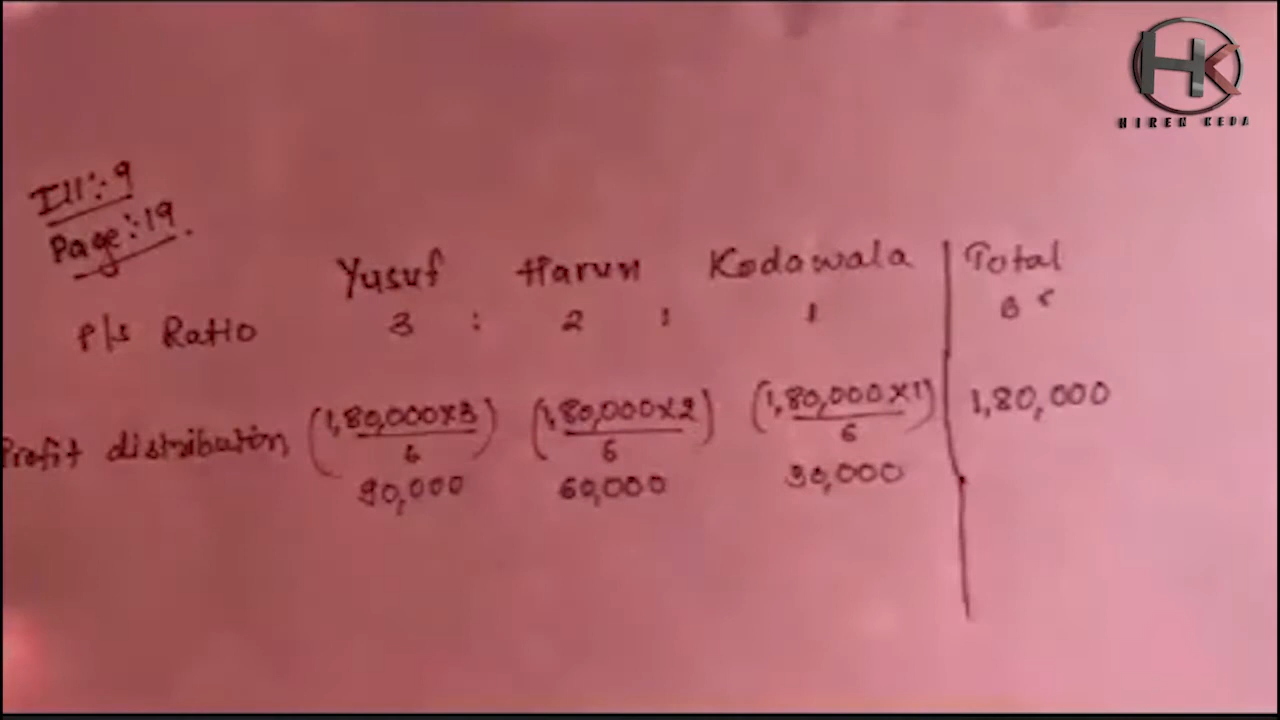 HK
HIREN KEDA
Ill:- 9
Page:- 19.
Yusuf Harun Kodawala Total
P/s Ratio 3 : 2 : 1 6
Profit distribution (1,80,000×3/6) (1,80,000×2/6) (1,80,000×1/6) 1,80,000
90,000 60,000 30,000